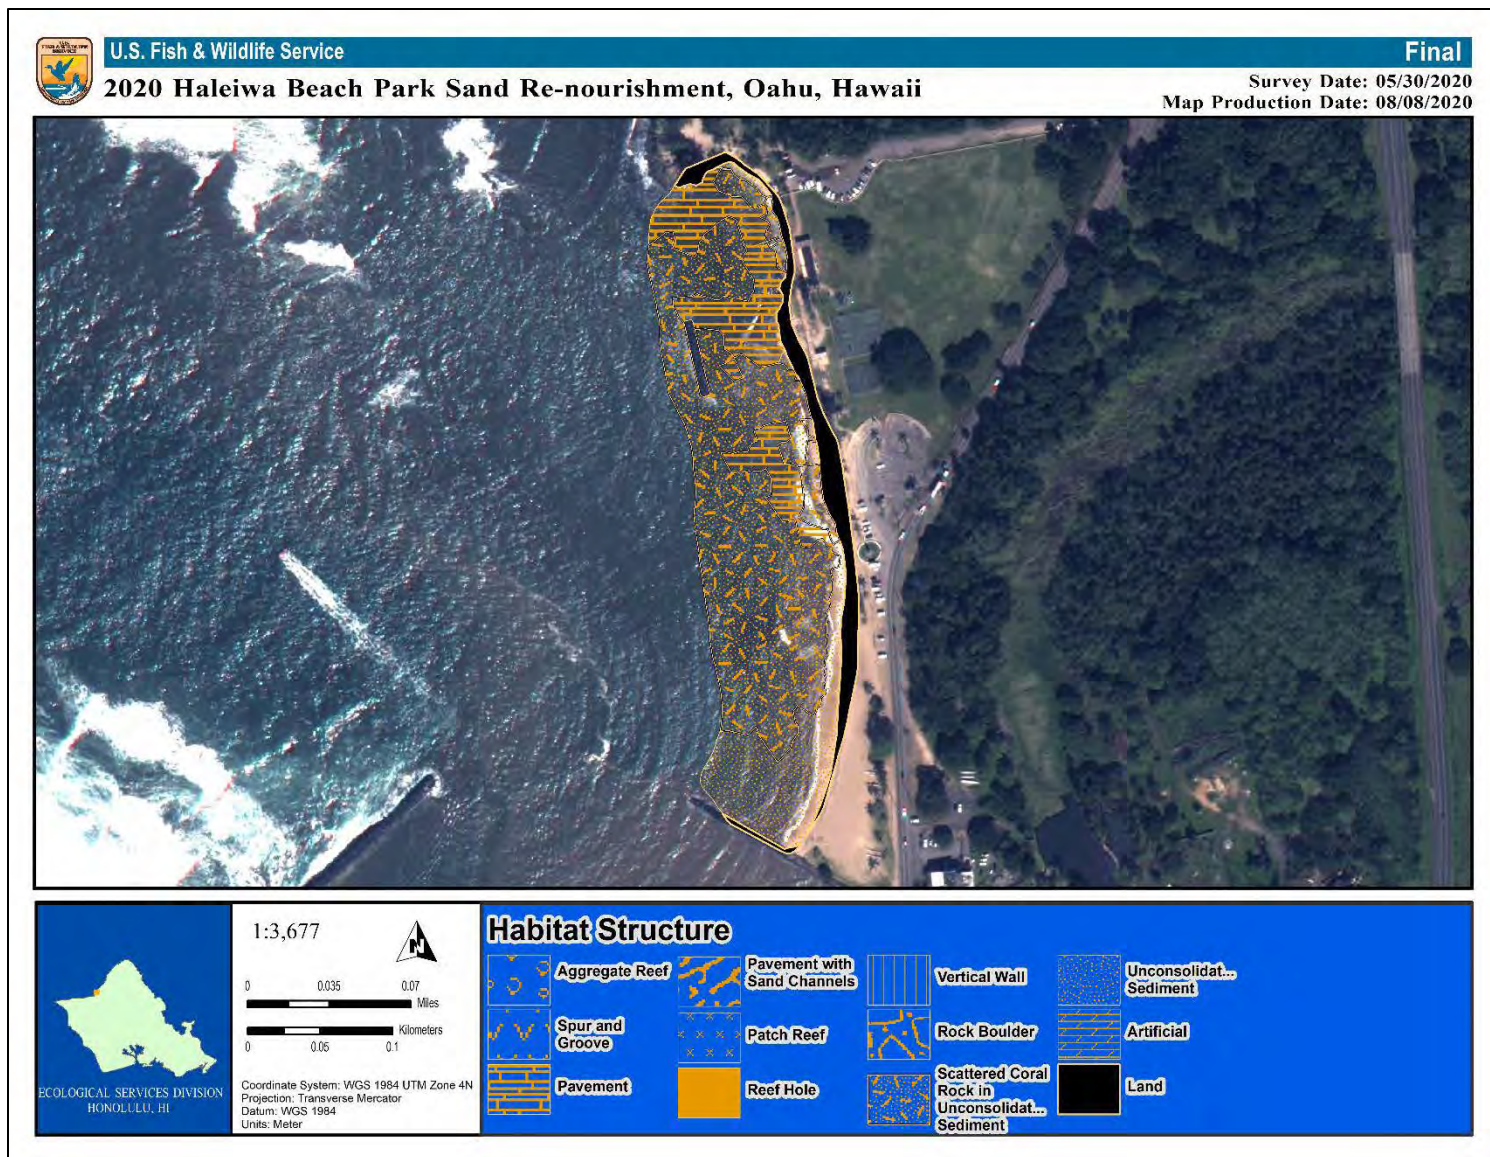 U.S.
FISH & WILDLIFE
SERVICE
U.S. Fish & Wildlife Service
Final
2020 Haleiwa Beach Park Sand Re-nourishment, Oahu, Hawaii
Survey Date: 05/30/2020
Map Production Date: 08/08/2020
ECOLOGICAL SERVICES DIVISION
HONOLULU, HI
1:3,677
N
0 0.035 0.07
Miles
Kilometers
0 0.05 0.1
Coordinate System: WGS 1984 UTM Zone 4N
Projection: Transverse Mercator
Datum: WGS 1984
Units: Meter
Habitat Structure
Aggregate Reef
Spur and
Groove
Pavement
Pavement with
Sand Channels
Patch Reef
Reef Hole
Vertical Wall
Rock Boulder
Scattered Coral
Rock in
Unconsolidat...
Sediment
Unconsolidat...
Sediment
Artificial
Land